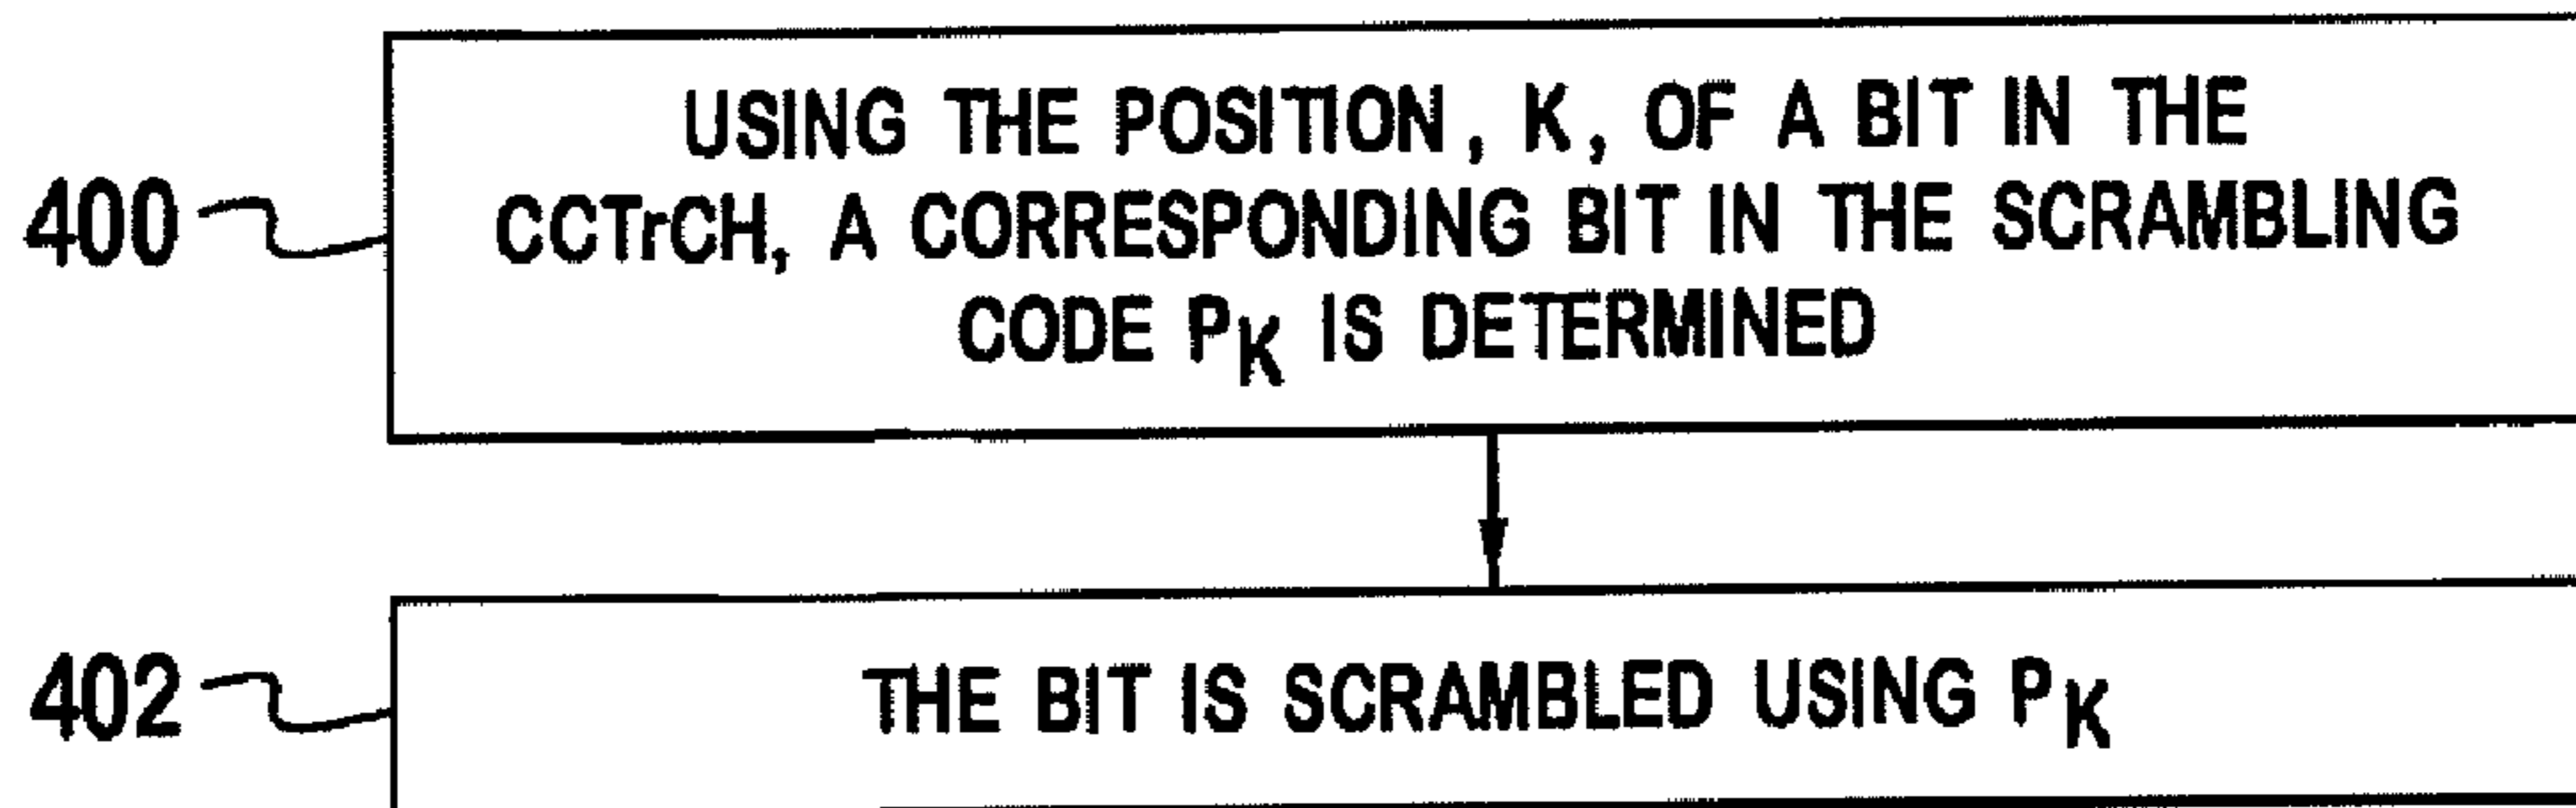 400
USING THE POSITION, K, OF A BIT IN THE
CCTrCH, A CORRESPONDING BIT IN THE SCRAMBLING
CODE PK IS DETERMINED
402
THE BIT IS SCRAMBLED USING PK